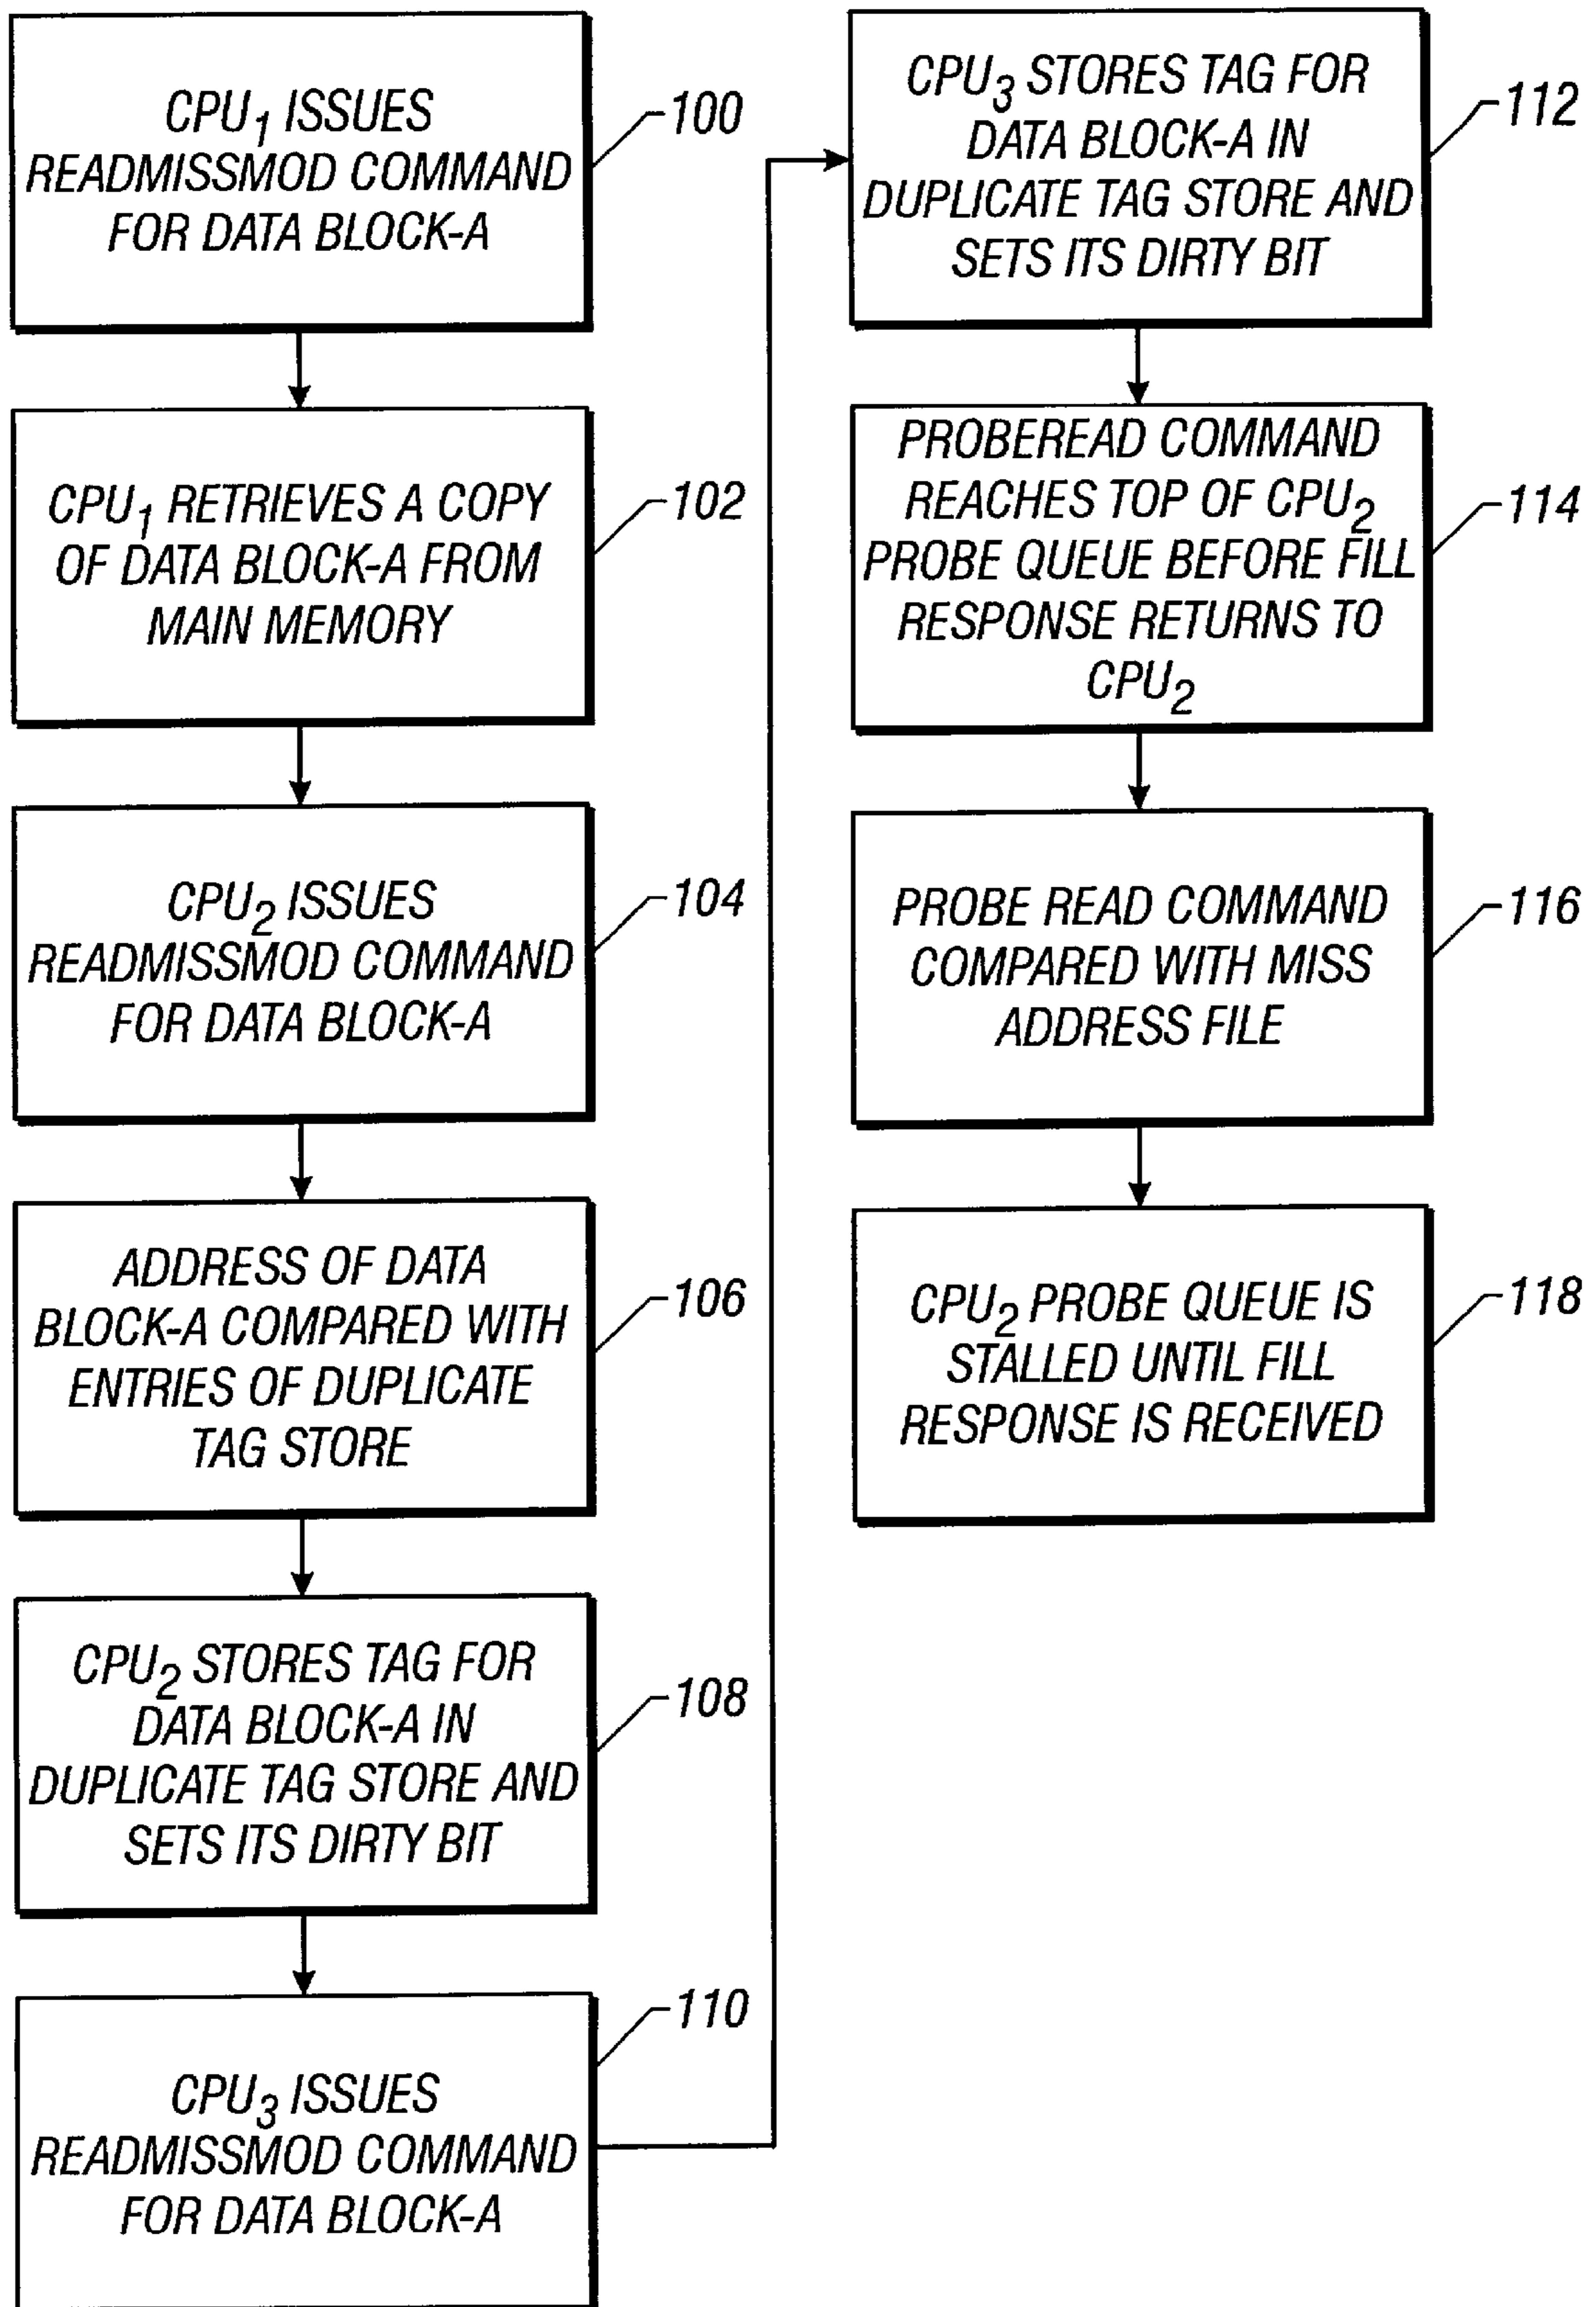 CPU1 ISSUES
READMISSMOD COMMAND
FOR DATA BLOCK-A
100
CPU1 RETRIEVES A COPY
OF DATA BLOCK-A FROM
MAIN MEMORY
102
CPU2 ISSUES
READMISSMOD COMMAND
FOR DATA BLOCK-A
104
ADDRESS OF DATA
BLOCK-A COMPARED WITH
ENTRIES OF DUPLICATE
TAG STORE
106
CPU2 STORES TAG FOR
DATA BLOCK-A IN
DUPLICATE TAG STORE AND
SETS ITS DIRTY BIT
108
CPU3 ISSUES
READMISSMOD COMMAND
FOR DATA BLOCK-A
110
CPU3 STORES TAG FOR
DATA BLOCK-A IN
DUPLICATE TAG STORE AND
SETS ITS DIRTY BIT
112
PROBEREAD COMMAND
REACHES TOP OF CPU2
PROBE QUEUE BEFORE FILL
RESPONSE RETURNS TO
CPU2
114
PROBE READ COMMAND
COMPARED WITH MISS
ADDRESS FILE
116
CPU2 PROBE QUEUE IS
STALLED UNTIL FILL
RESPONSE IS RECEIVED
118